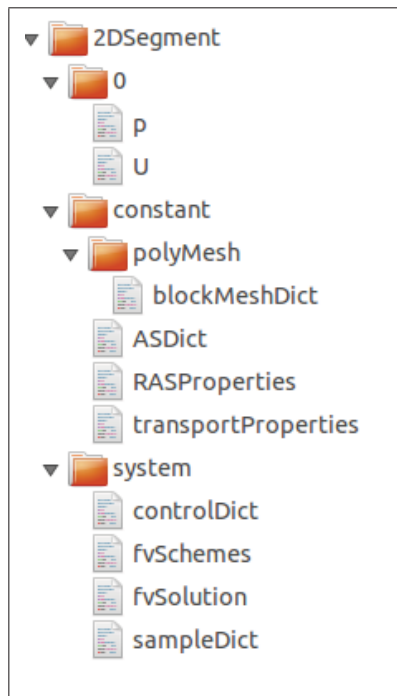 2DSegment
0
p
U
constant
polyMesh
blockMeshDict
ASDict
RASProperties
transportProperties
system
controlDict
fvSchemes
fvSolution
sampleDict